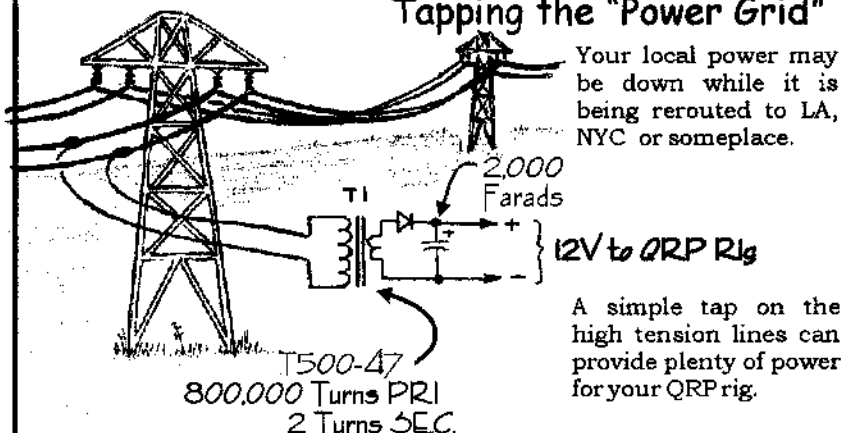 Tapping the "Power Grid"
Your local power may
be down while it is
being rerouted to LA,
NYC or someplace.
2,000
Farads
T1
+
+
12V to QRP Rig
-
A simple tap on the
high tension lines can
provide plenty of power
for your QRP rig.
T500-47
800,000 Turns PRI
2 Turns SEC.